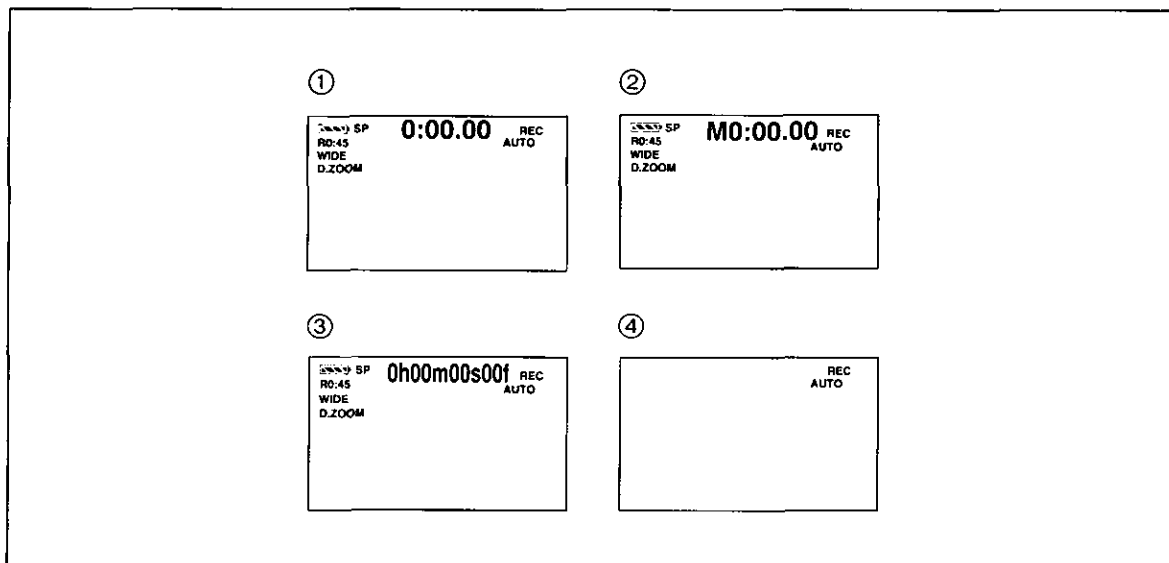 ① ②
SP 0:00.00 REC
AUTO
R0:45
WIDE
D.ZOOM
SP M0:00.00 REC
AUTO
R0:45
WIDE
D.ZOOM
③ ④
SP 0h00m00s00f REC
AUTO
R0:45
WIDE
D.ZOOM
REC
AUTO